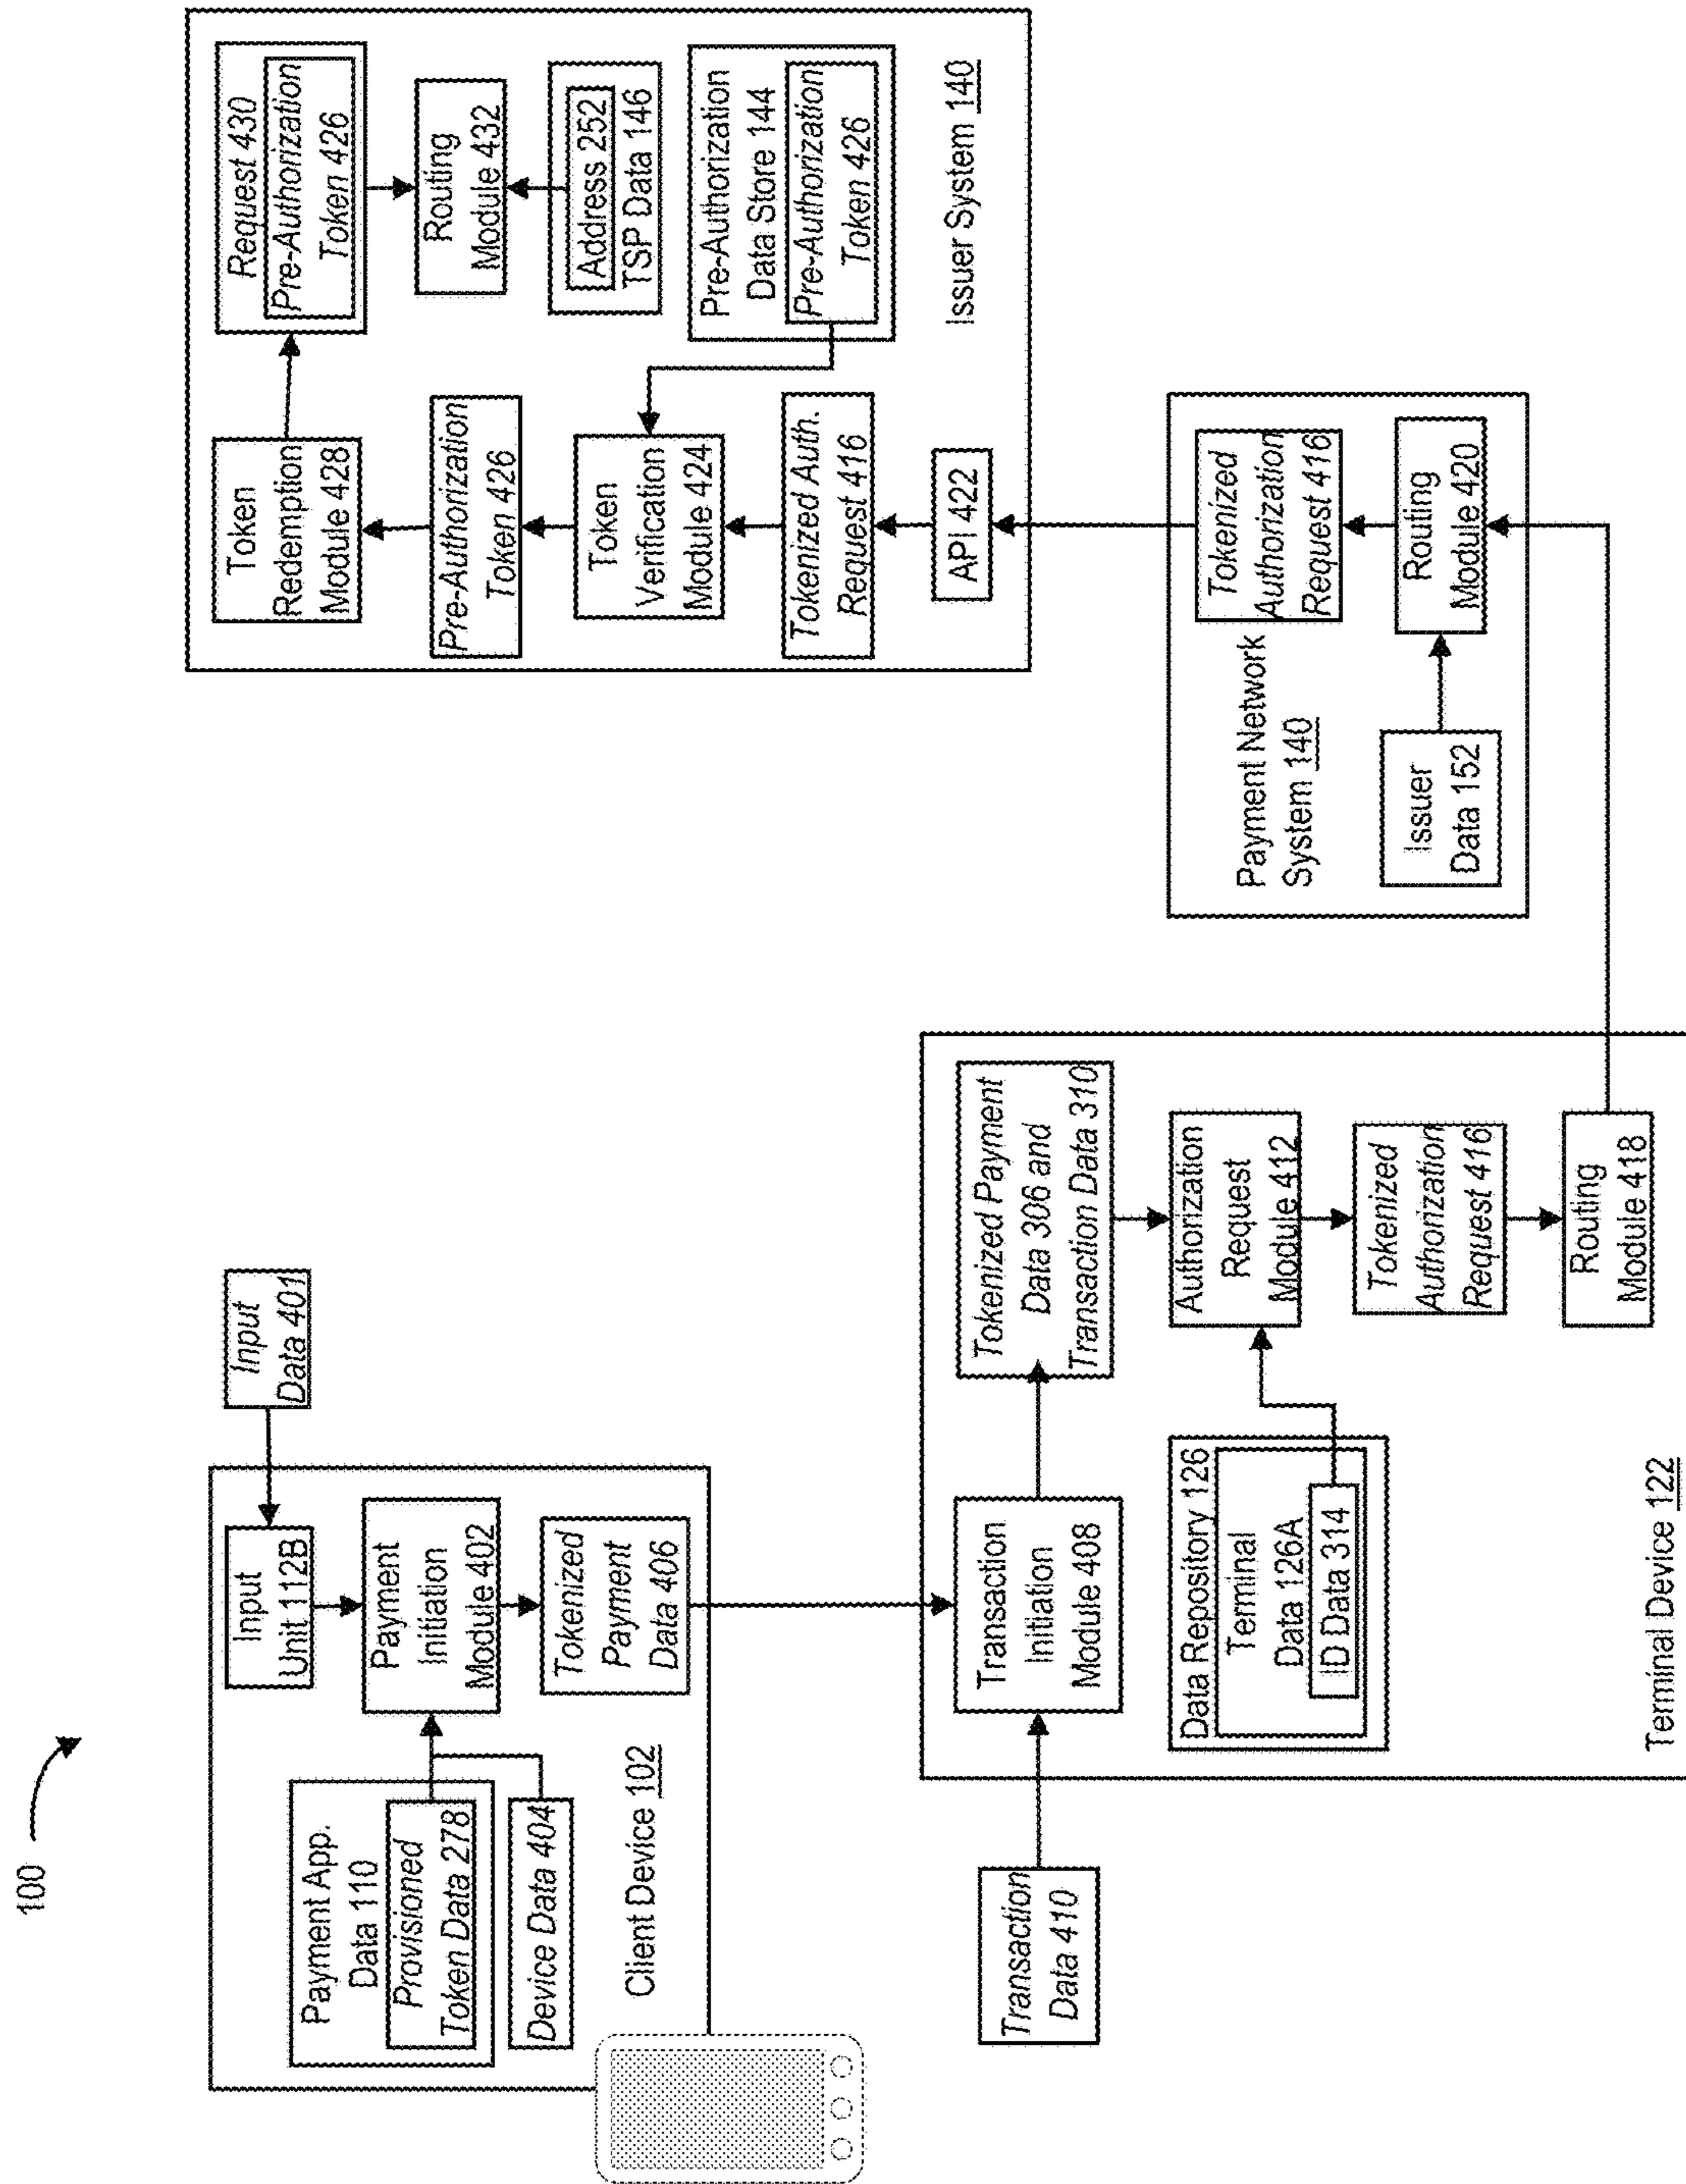 100
Input
Data 401
Input
Unit 112B
Payment App.
Data 110
Provisioned
Token Data 278
Device Data 404
Payment
Initiation
Module 402
Tokenized
Payment
Data 406
Client Device 102
Transaction
Data 410
Transaction
Initiation
Module 408
Tokenized Payment
Data 306 and
Transaction Data 310
Data Repository 126
Terminal
Data 126A
ID Data 314
Authorization
Request
Module 412
Tokenized
Authorization
Request 416
Routing
Module 418
Terminal Device 122
Payment Network
System 140
Issuer
Data 152
Tokenized
Authorization
Request 416
Routing
Module 420
Token
Redemption
Module 428
Request 430
Pre-Authorization
Token 426
Pre-Authorization
Token 426
Routing
Module 432
Address 252
TSP Data 146
Token
Verification
Module 424
Pre-Authorization
Data Store 144
Pre-Authorization
Token 426
Tokenized Auth.
Request 416
API 422
Issuer System 140